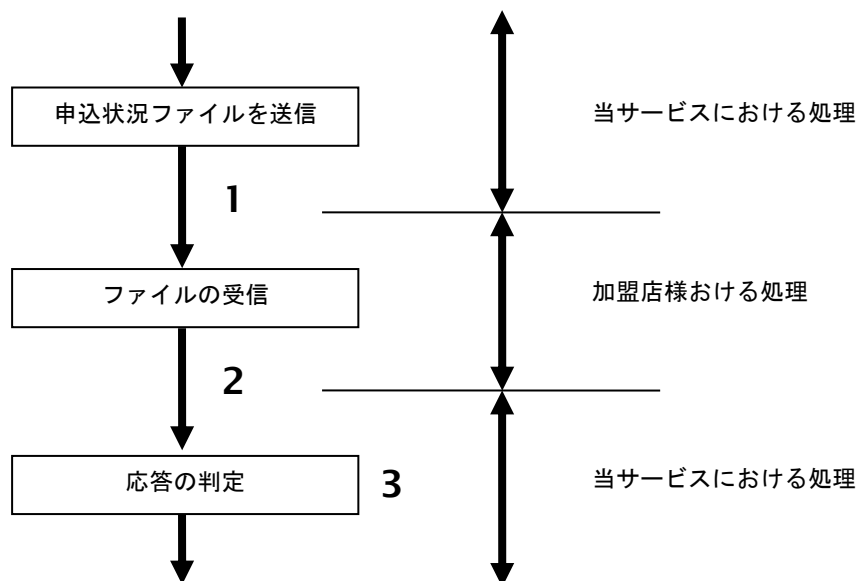 申込状況ファイルを送信
当サービスにおける処理
1
ファイルの受信
加盟店様おける処理
2
応答の判定
3
当サービスにおける処理